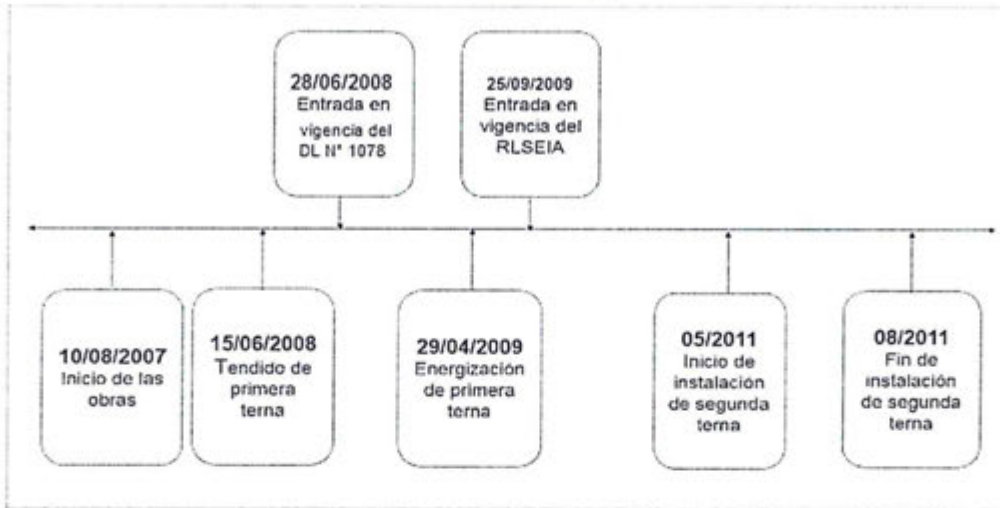 28/06/2008
Entrada en
vigencia del
DL N° 1078
25/09/2009
Entrada en
vigencia del
RLSEIA
10/08/2007
Inicio de las
obras
15/06/2008
Tendido de
primera
terna
29/04/2009
Energización
de primera
terna
05/2011
Inicio de
instalación
de segunda
terna
08/2011
Fin de
instalación
de segunda
terna